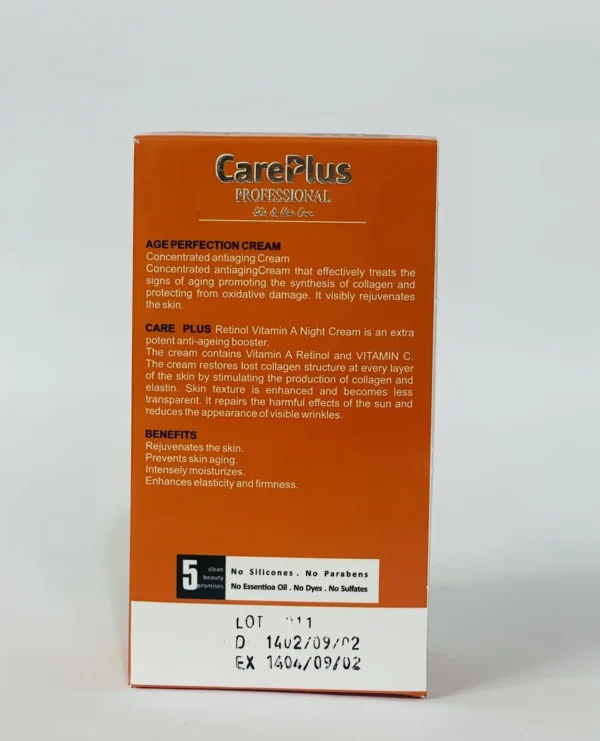 CarePlus
PROFESSIONAL
Skin & Hair Care
AGE PERFECTION CREAM
Concentrated antiaging Cream
Concentrated antiagingCream that effectively treats the
signs of aging promoting the synthesis of collagen and
protecting from oxidative damage. It visibly rejuvenates
the skin.
CARE PLUS Retinol Vitamin A Night Cream is an extra
potent anti-ageing booster.
The cream contains Vitamin A Retinol and VITAMIN C.
The cream restores lost collagen structure at every layer
of the skin by stimulating the production of collagen and
elastin. Skin texture is enhanced and becomes less
transparent. It repairs the harmful effects of the sun and
reduces the appearance of visible wrinkles.
BENEFITS
Rejuvenates the skin.
Prevents skin aging.
Intensely moisturizes.
Enhances elasticity and firmness.
5 clean
beauty
promises
No Silicones . No Parabens
No Essentioa Oil . No Dyes . No Sulfates
LOT 11
D 1402/09/02
EX 1404/09/02